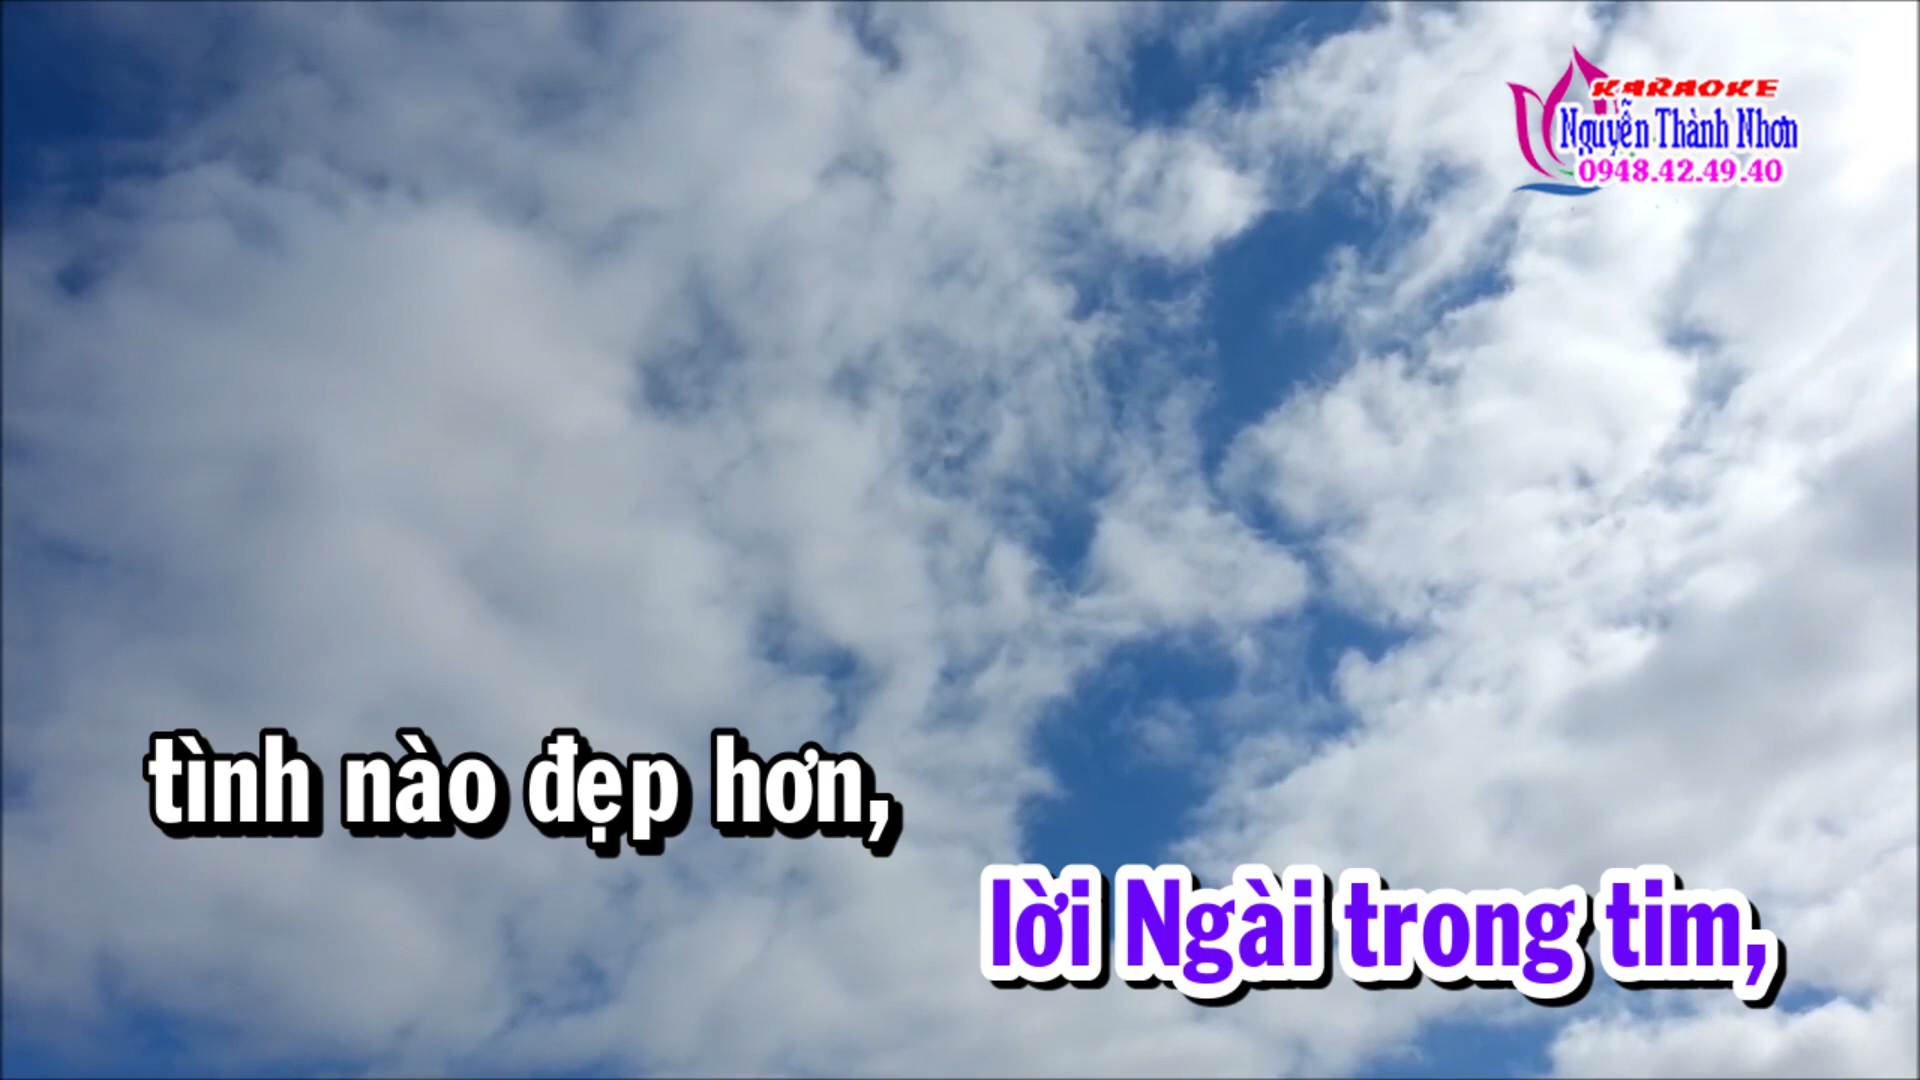 KARAOKE
Nguyễn Thành Nhơn
0948.42.49.40
tình nào đẹp hơn,
lời Ngài trong tim,